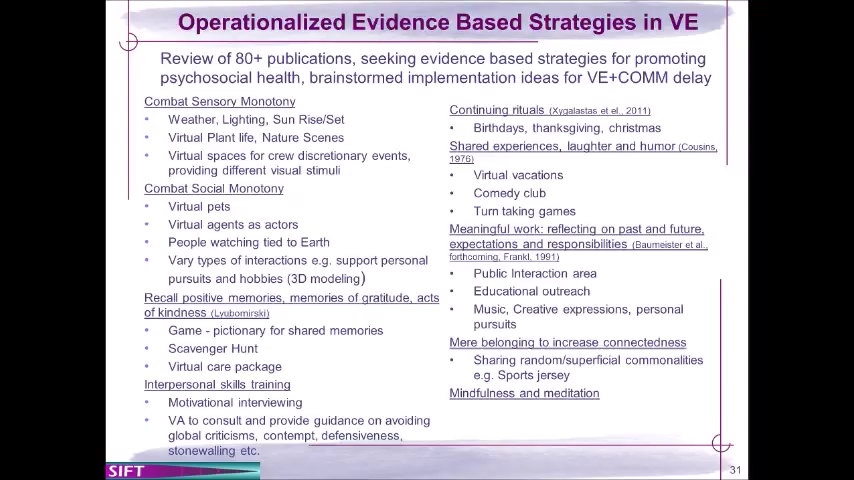 Operationalized Evidence Based Strategies in VE
Review of 80+ publications, seeking evidence based strategies for promoting
psychosocial health, brainstormed implementation ideas for VE+COMM delay
Combat Sensory Monotony
• Weather, Lighting, Sun Rise/Set
• Virtual Plant life, Nature Scenes
• Virtual spaces for crew discretionary events,
providing different visual stimuli
Combat Social Monotony
• Virtual pets
• Virtual agents as actors
• People watching tied to Earth
• Vary types of interactions e.g. support personal
pursuits and hobbies (3D modeling)
Recall positive memories, memories of gratitude, acts
of kindness (Lyubomirski)
• Game - pictionary for shared memories
• Scavenger Hunt
• Virtual care package
Interpersonal skills training
• Motivational interviewing
• VA to consult and provide guidance on avoiding
global criticisms, contempt, defensiveness,
stonewalling etc.
Continuing rituals (Xygalastas et el., 2011)
• Birthdays, thanksgiving, christmas
Shared experiences, laughter and humor (Cousins,
1976)
• Virtual vacations
• Comedy club
• Turn taking games
Meaningful work: reflecting on past and future,
expectations and responsibilities (Baumeister et al.,
forthcoming, Frankl, 1991)
• Public Interaction area
• Educational outreach
• Music, Creative expressions, personal
pursuits
Mere belonging to increase connectedness
• Sharing random/superficial commonalities
e.g. Sports jersey
Mindfulness and meditation
SIFT
31